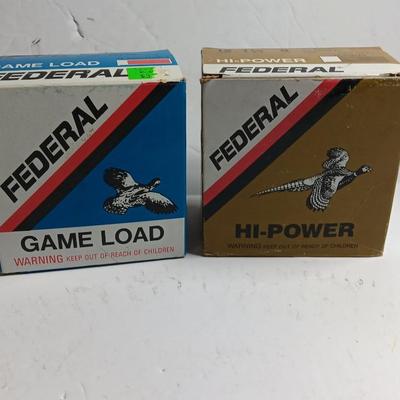 GAME LOAD
FEDERAL
FEDERAL
GAME LOAD
WARNING KEEP OUT OF REACH OF CHILDREN
HI-POWER
FEDERAL
FEDERAL
HI-POWER
WARNING KEEP OUT OF REACH OF CHILDREN